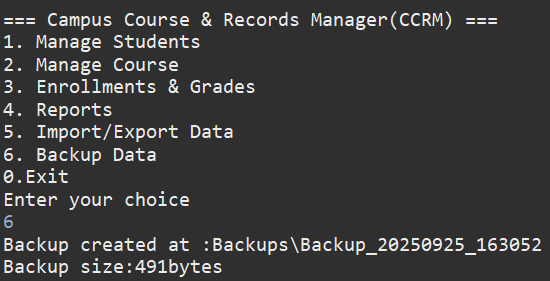 === Campus Course & Records Manager(CCRM) ===
1. Manage Students
2. Manage Course
3. Enrollments & Grades
4. Reports
5. Import/Export Data
6. Backup Data
0.Exit
Enter your choice
6
Backup created at :Backups\Backup_20250925_163052
Backup size:491bytes